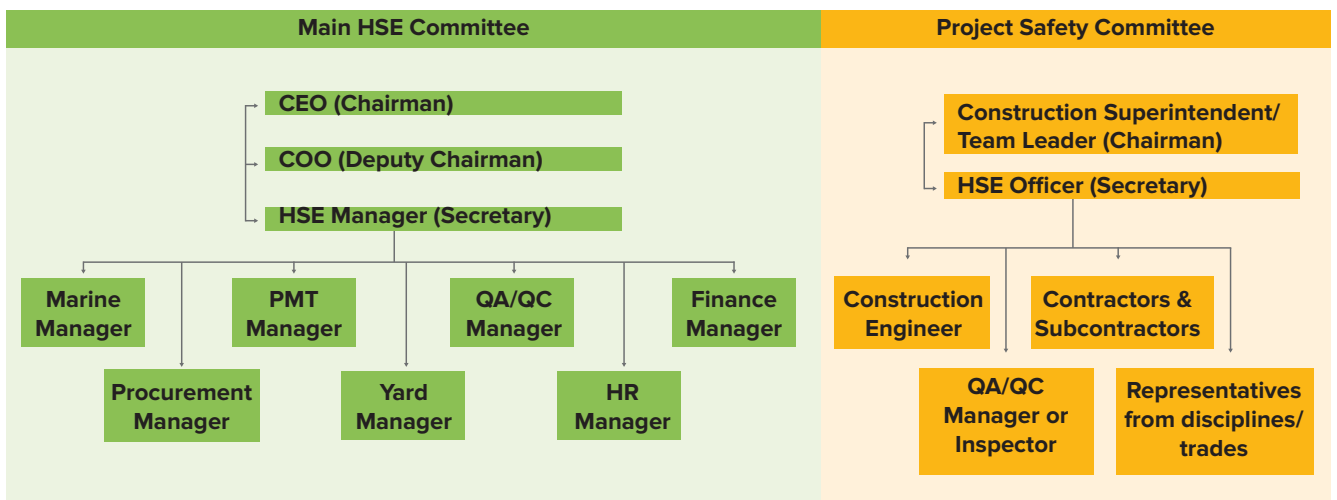 Main HSE Committee
CEO (Chairman)
COO (Deputy Chairman)
HSE Manager (Secretary)
Marine
Manager
PMT
Manager
QA/QC
Manager
Finance
Manager
Procurement
Manager
Yard
Manager
HR
Manager
Project Safety Committee
Construction Superintendent/
Team Leader (Chairman)
HSE Officer (Secretary)
Construction
Engineer
Contractors &
Subcontractors
QA/QC
Manager or
Inspector
Representatives
from disciplines/
trades